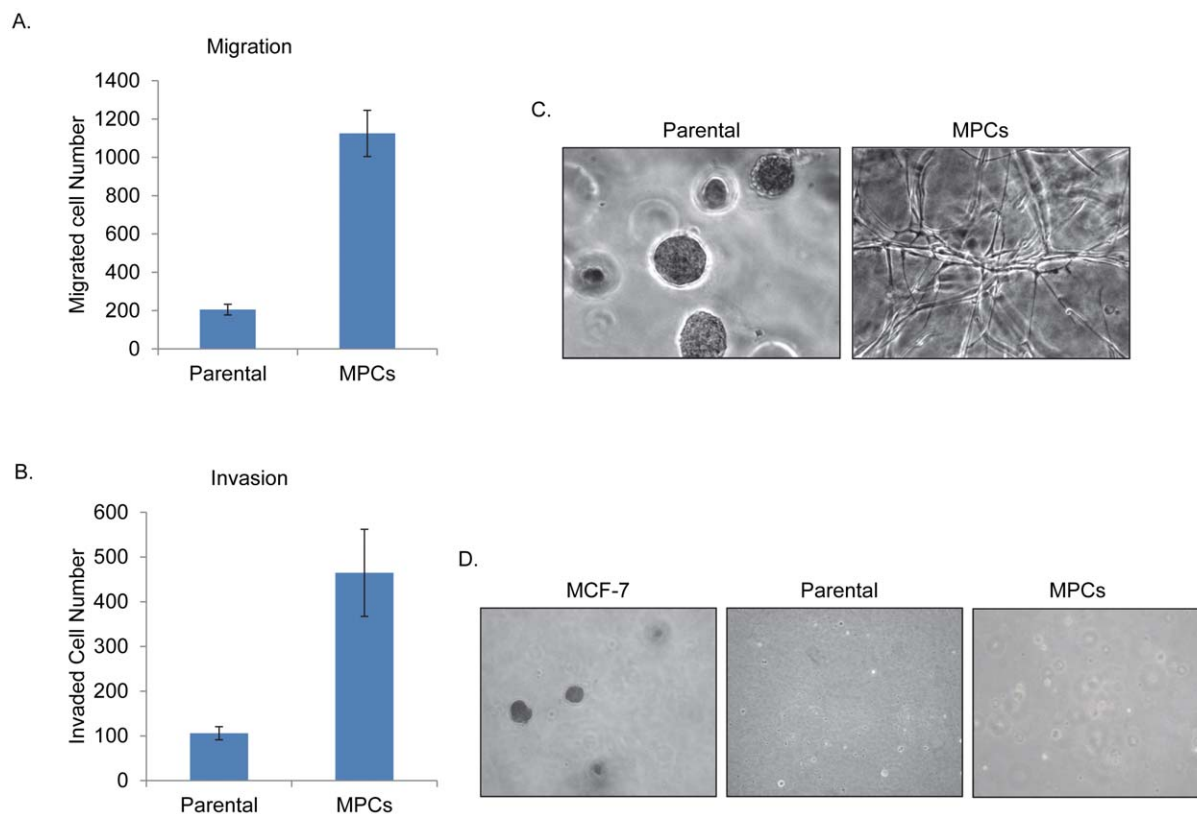 A.
Migration
Migrated cell Number
1400
1200
1000
800
600
400
200
0
Parental MPCs
B.
Invasion
Invaded Cell Number
600
500
400
300
200
100
0
Parental MPCs
C.
Parental MPCs
D.
MCF-7 Parental MPCs